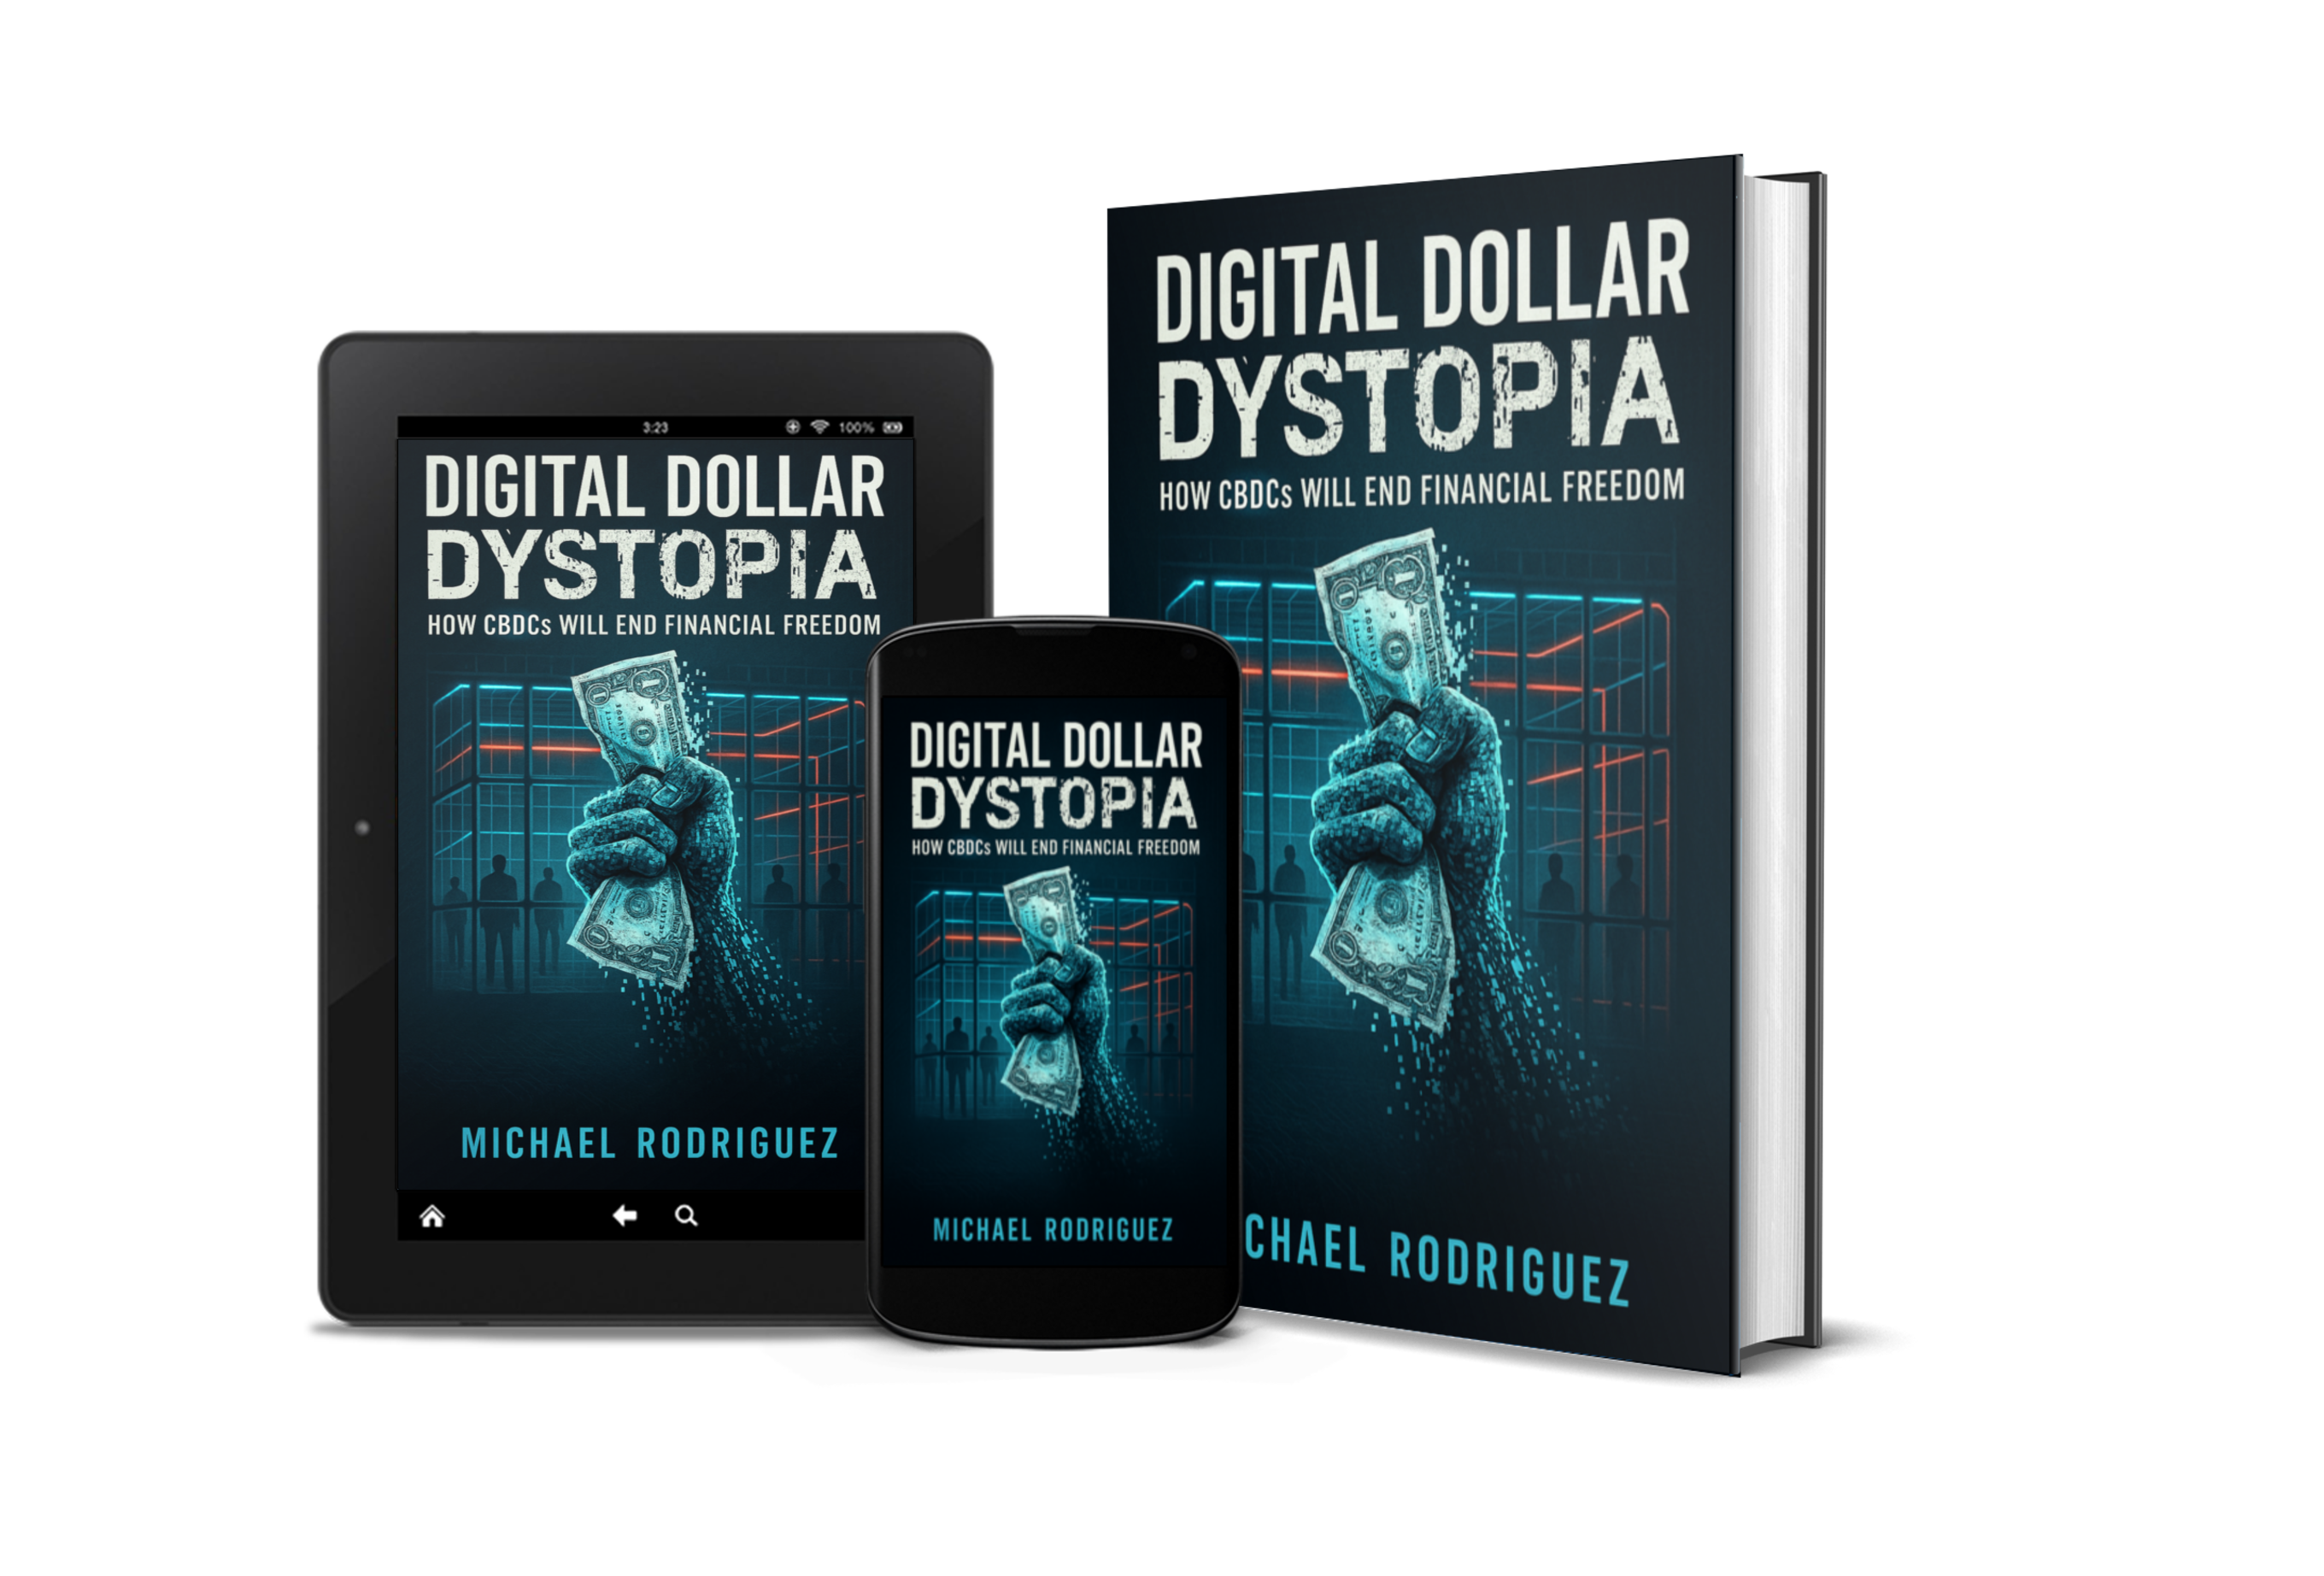 3:23
100%
DIGITAL DOLLAR
DYSTOPIA
HOW CBDCs WILL END FINANCIAL FREEDOM
MICHAEL RODRIGUEZ
DIGITAL DOLLAR
DYSTOPIA
HOW CBDCs WILL END FINANCIAL FREEDOM
MICHAEL RODRIGUEZ
DIGITAL DOLLAR
DYSTOPIA
HOW CBDCs WILL END FINANCIAL FREEDOM
CHAEL RODRIGUEZ